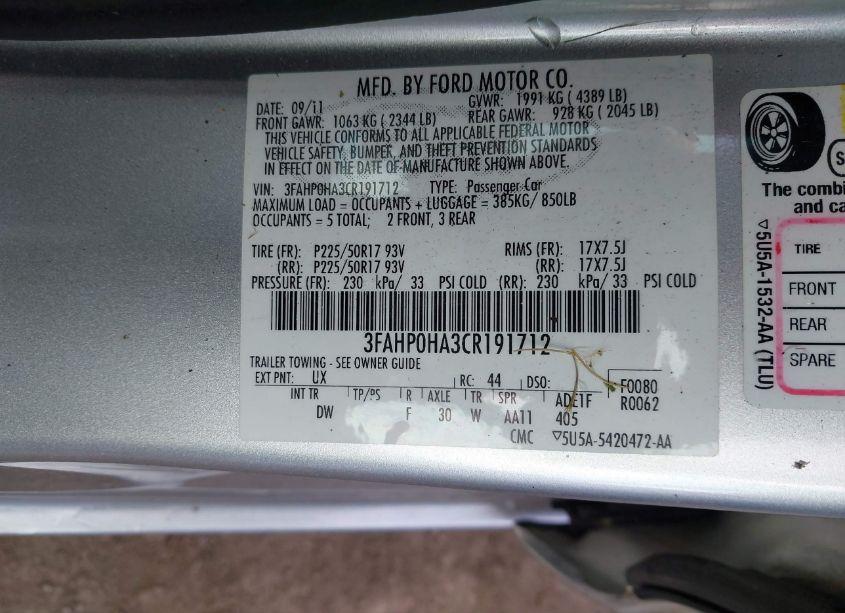 MFD. BY FORD MOTOR CO.
DATE: 09/11 GVWR: 1991 KG ( 4389 LB)
FRONT GAWR: 1063 KG ( 2344 LB) REAR GAWR: 928 KG ( 2045 LB)
THIS VEHICLE CONFORMS TO ALL APPLICABLE FEDERAL MOTOR
VEHICLE SAFETY, BUMPER, AND THEFT PREVENTION STANDARDS
IN EFFECT ON THE DATE OF MANUFACTURE SHOWN ABOVE.
VIN: 3FAHP0HA3CR191712 TYPE: Passenger Car
MAXIMUM LOAD = OCCUPANTS + LUGGAGE = 385KG/ 850LB
OCCUPANTS = 5 TOTAL; 2 FRONT, 3 REAR
TIRE (FR): P225/50R17 93V RIMS (FR): 17X7.5J
(RR): P225/50R17 93V (RR): 17X7.5J
PRESSURE (FR): 230 kPa/ 33 PSI COLD (RR): 230 kPa/ 33 PSI COLD
3FAHP0HA3CR191712
TRAILER TOWING - SEE OWNER GUIDE
EXT PNT: UX RC: 44 DSO: F0080
R0062
INT TR TP/PS R AXLE TR SPR
DW F 30 W AA11 405
CMC ▽5U5A-5420472-AA
The combin
and ca
TIRE
FRONT
REAR
SPARE
▽5U5A-1532-AA (TLU)